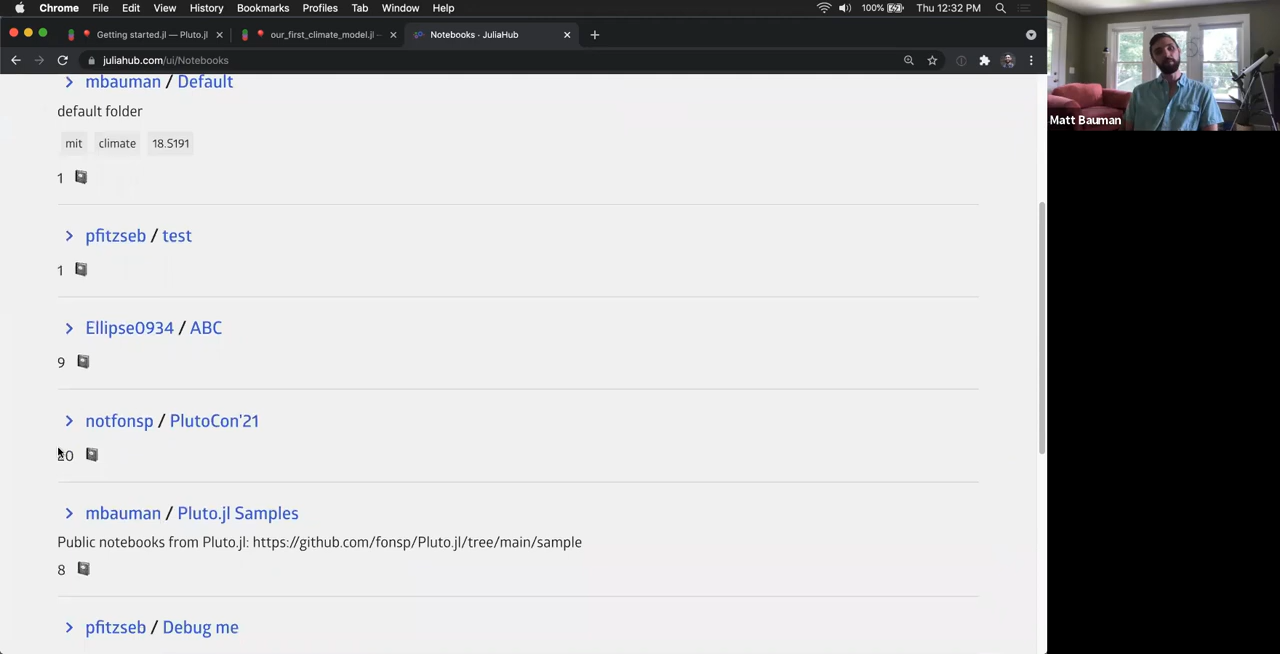 Chrome File Edit View History Bookmarks Profiles Tab Window Help 100% Thu 12:32 PM
Getting started.jl — Pluto.jl our_first_climate_model.jl — Notebooks · JuliaHub
juliahub.com/ui/Notebooks
Matt Bauman
mbauman / Default
default folder
mit climate 18.S191
1
pfitzseb / test
1
Ellipse0934 / ABC
9
notfonsp / PlutoCon'21
20
mbauman / Pluto.jl Samples
Public notebooks from Pluto.jl: https://github.com/fonsp/Pluto.jl/tree/main/sample
8
pfitzseb / Debug me